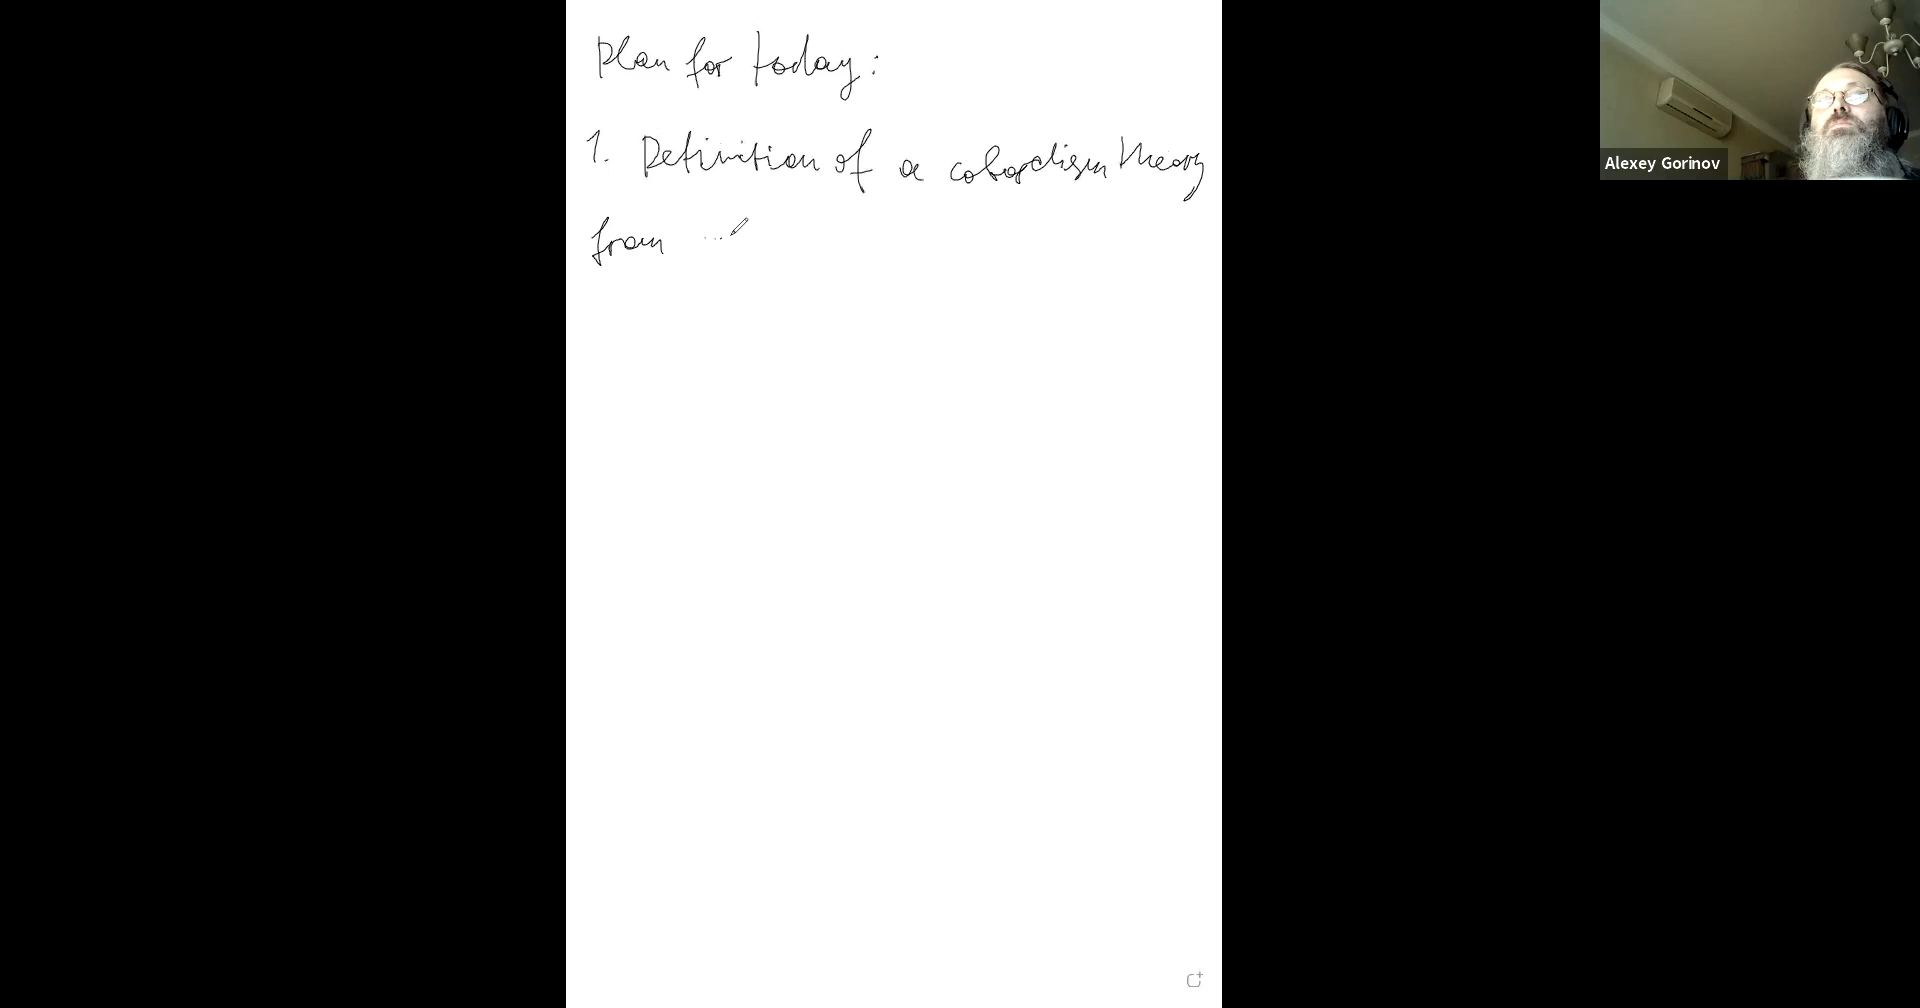 Plan for today:
1. Definition of a cobordism theory
from ...
Alexey Gorinov